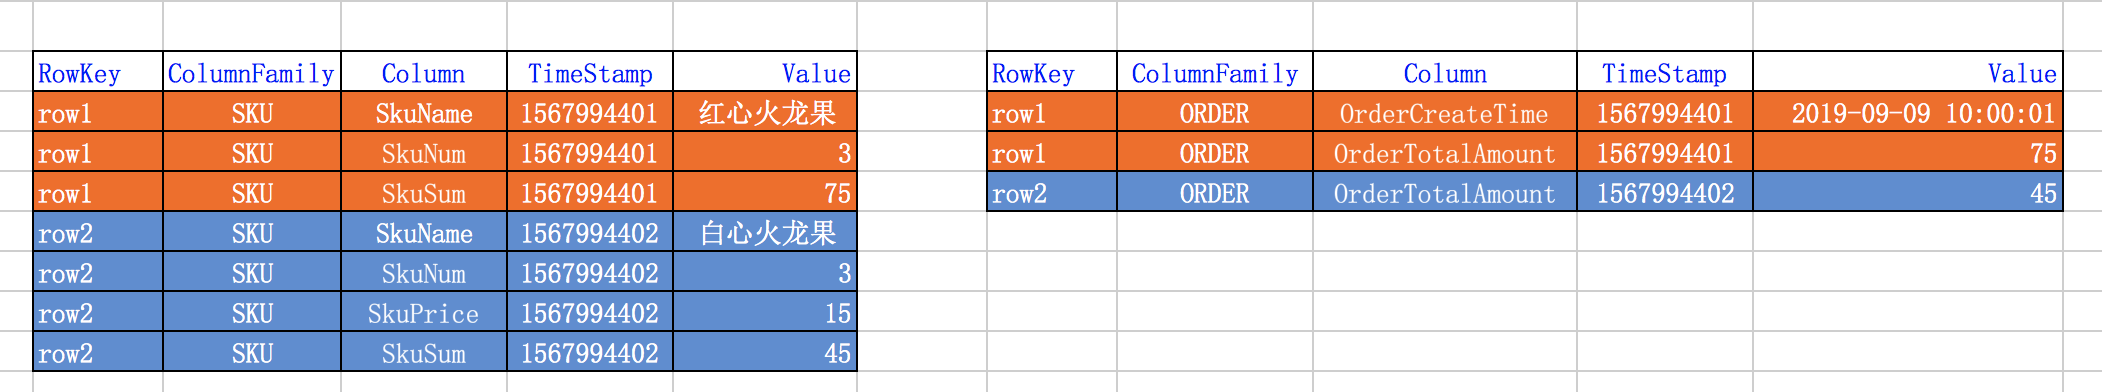 RowKey ColumnFamily Column TimeStamp Value
row1 SKU SkuName 1567994401 红心火龙果
row1 SKU SkuNum 1567994401 3
row1 SKU SkuSum 1567994401 75
row2 SKU SkuName 1567994402 白心火龙果
row2 SKU SkuNum 1567994402 3
row2 SKU SkuPrice 1567994402 15
row2 SKU SkuSum 1567994402 45
RowKey ColumnFamily Column TimeStamp Value
row1 ORDER OrderCreateTime 1567994401 2019-09-09 10:00:01
row1 ORDER OrderTotalAmount 1567994401 75
row2 ORDER OrderTotalAmount 1567994402 45